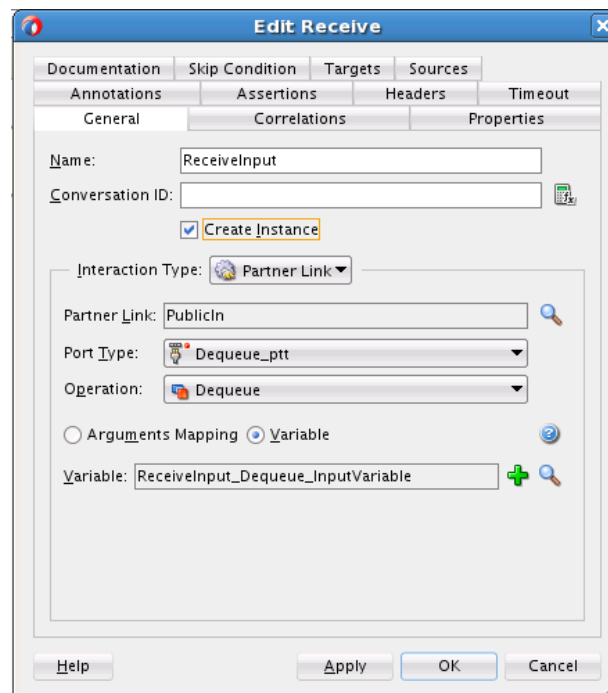 Edit Receive
Documentation Skip Condition Targets Sources
Annotations Assertions Headers Timeout
General Correlations Properties
Name: ReceiveInput
Conversation ID:
Create Instance
Interaction Type: Partner Link
Partner Link: PublicIn
Port Type: Dequeue_ptt
Operation: Dequeue
Arguments Mapping Variable
Variable: ReceiveInput_Dequeue_InputVariable
Help Apply OK Cancel